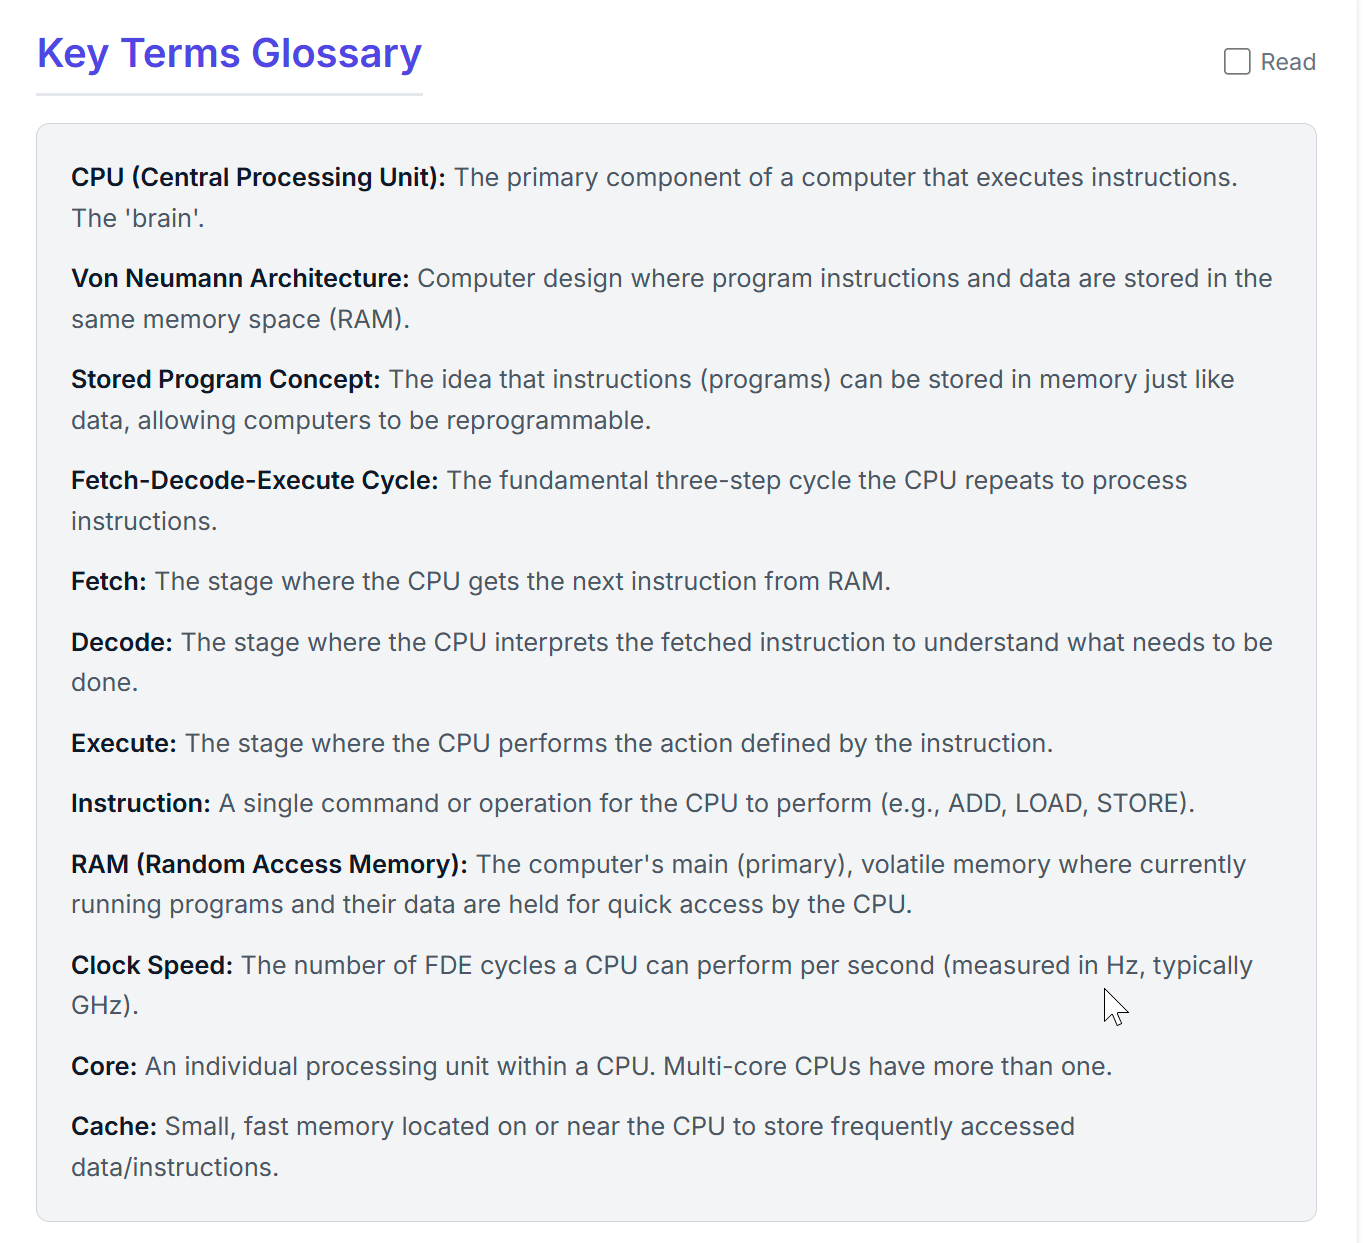 Key Terms Glossary
Read
CPU (Central Processing Unit): The primary component of a computer that executes instructions.
The 'brain'.
Von Neumann Architecture: Computer design where program instructions and data are stored in the
same memory space (RAM).
Stored Program Concept: The idea that instructions (programs) can be stored in memory just like
data, allowing computers to be reprogrammable.
Fetch-Decode-Execute Cycle: The fundamental three-step cycle the CPU repeats to process
instructions.
Fetch: The stage where the CPU gets the next instruction from RAM.
Decode: The stage where the CPU interprets the fetched instruction to understand what needs to be
done.
Execute: The stage where the CPU performs the action defined by the instruction.
Instruction: A single command or operation for the CPU to perform (e.g., ADD, LOAD, STORE).
RAM (Random Access Memory): The computer's main (primary), volatile memory where currently
running programs and their data are held for quick access by the CPU.
Clock Speed: The number of FDE cycles a CPU can perform per second (measured in Hz, typically
GHz).
Core: An individual processing unit within a CPU. Multi-core CPUs have more than one.
Cache: Small, fast memory located on or near the CPU to store frequently accessed
data/instructions.